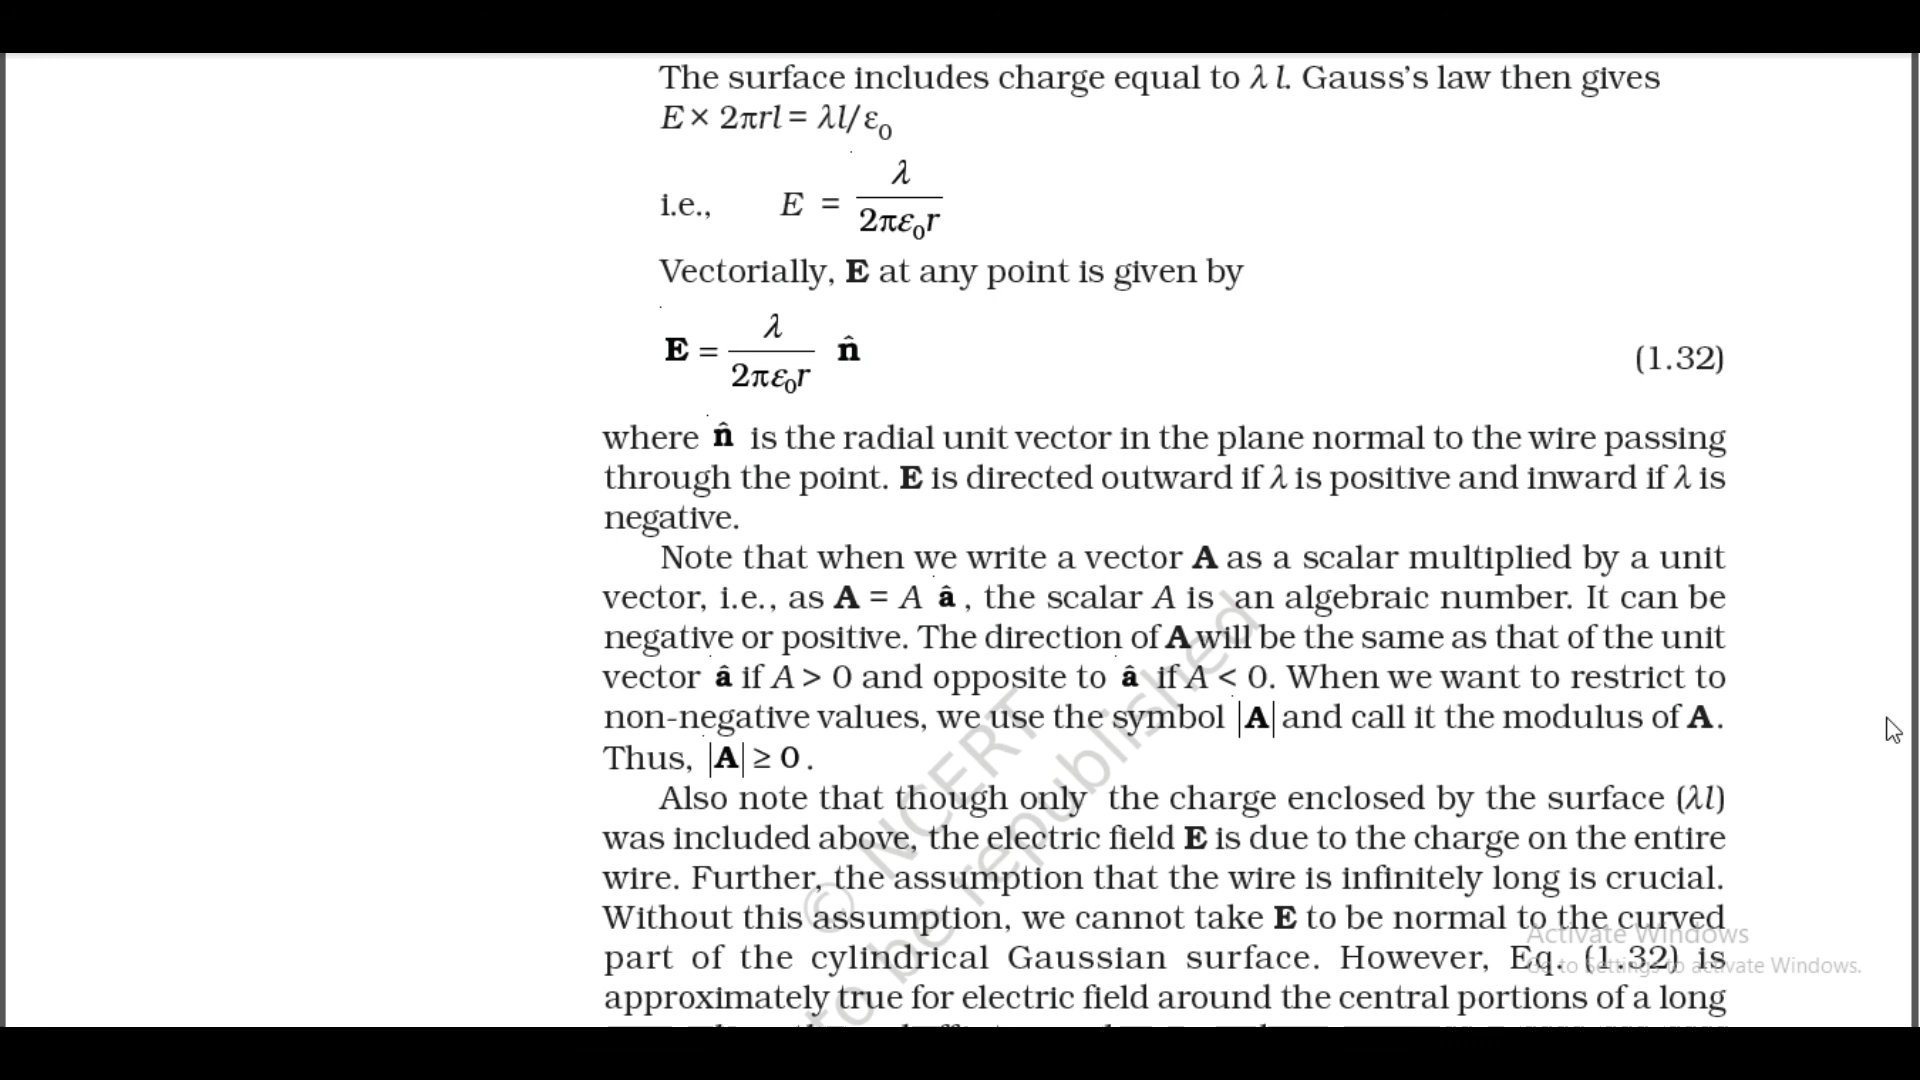 The surface includes charge equal to λ l. Gauss's law then gives
E × 2πrl = λl/ε₀
i.e., E = λ / 2πε₀r
Vectorially, E at any point is given by
E = λ / 2πε₀r n̂ (1.32)
where n̂ is the radial unit vector in the plane normal to the wire passing
through the point. E is directed outward if λ is positive and inward if λ is
negative.
Note that when we write a vector A as a scalar multiplied by a unit
vector, i.e., as A = A â, the scalar A is an algebraic number. It can be
negative or positive. The direction of A will be the same as that of the unit
vector â if A > 0 and opposite to â if A < 0. When we want to restrict to
non-negative values, we use the symbol |A| and call it the modulus of A.
Thus, |A| ≥ 0.
Also note that though only the charge enclosed by the surface (λl)
was included above, the electric field E is due to the charge on the entire
wire. Further, the assumption that the wire is infinitely long is crucial.
Without this assumption, we cannot take E to be normal to the curved
part of the cylindrical Gaussian surface. However, Eq. (1.32) is
approximately true for electric field around the central portions of a long
© NCERT
to be republished
Activate Windows
Go to Settings to activate Windows.